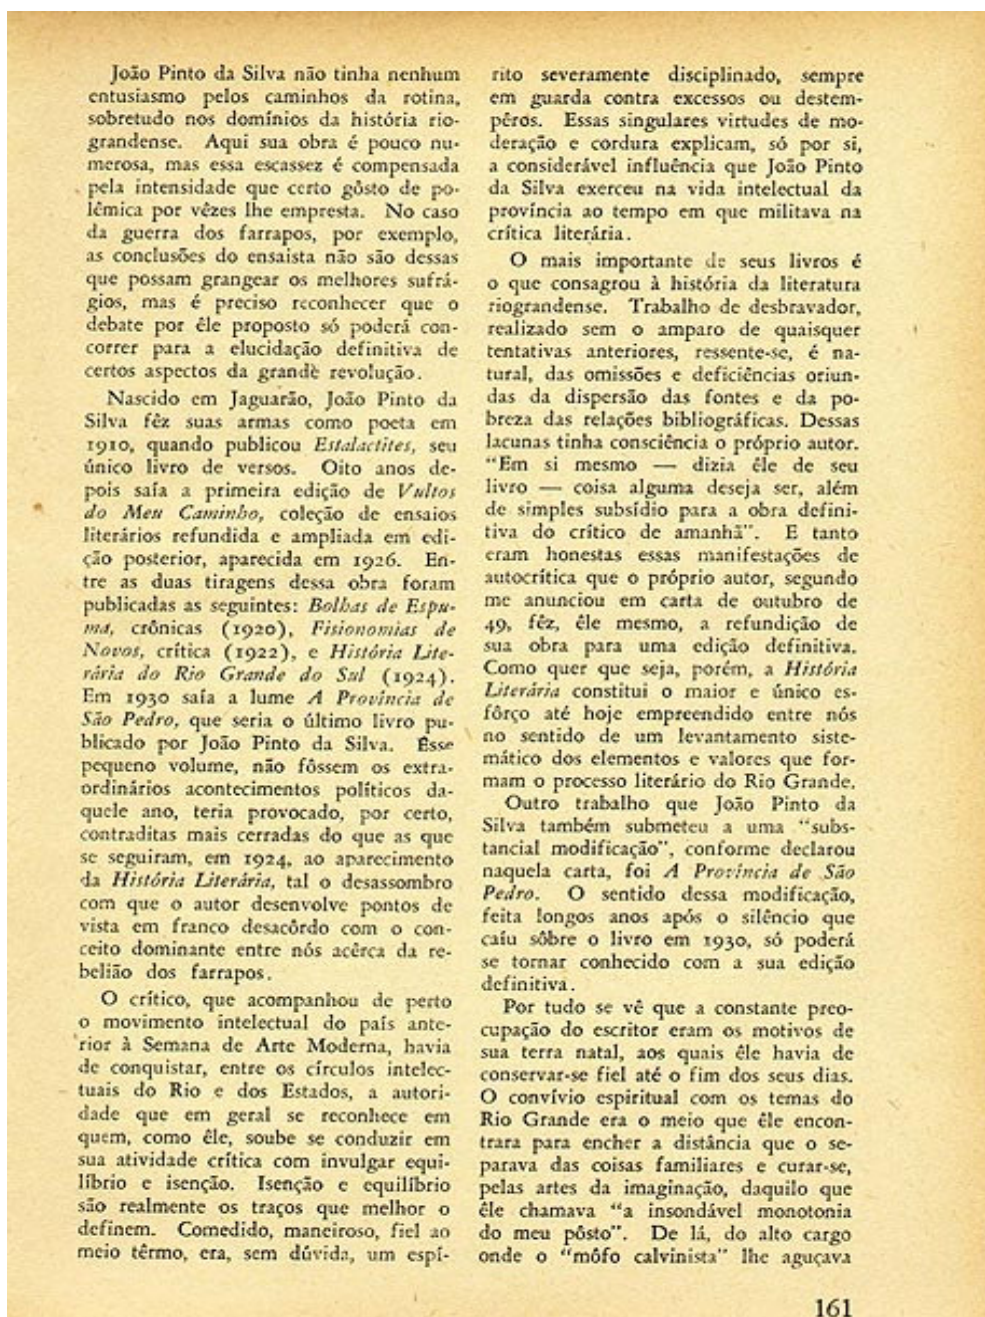 João Pinto da Silva não tinha nenhum
entusiasmo pelos caminhos da rotina,
sobretudo nos domínios da história rio-
grandense. Aqui sua obra é pouco nu-
merosa, mas essa escassez é compensada
pela intensidade que certo gôsto de po-
lêmica por vêzes lhe empresta. No caso
da guerra dos farrapos, por exemplo,
as conclusões do ensaista não são dessas
que possam grangear os melhores sufrá-
gios, mas é preciso reconhecer que o
debate por êle proposto só poderá con-
correr para a elucidação definitiva de
certos aspectos da grandè revolução.
Nascido em Jaguarão, João Pinto da
Silva fêz suas armas como poeta em
1910, quando publicou Estalactites, seu
único livro de versos. Oito anos de-
pois saía a primeira edição de Vultos
do Meu Caminho, coleção de ensaios
literários refundida e ampliada em edi-
ção posterior, aparecida em 1926. En-
tre as duas tiragens dessa obra foram
publicadas as seguintes: Bolhas de Espu-
ma, crônicas (1920), Fisionomias de
Novos, crítica (1922), e História Lite-
rária do Rio Grande do Sul (1924).
Em 1930 saía a lume A Província de
São Pedro, que seria o último livro pu-
blicado por João Pinto da Silva. Êsse
pequeno volume, não fôssem os extra-
ordinários acontecimentos políticos da-
quele ano, teria provocado, por certo,
contraditas mais cerradas do que as que
se seguiram, em 1924, ao aparecimento
da História Literária, tal o desassombro
com que o autor desenvolve pontos de
vista em franco desacôrdo com o con-
ceito dominante entre nós acêrca da re-
belião dos farrapos.
O crítico, que acompanhou de perto
o movimento intelectual do país ante-
rior à Semana de Arte Moderna, havia
de conquistar, entre os círculos intelec-
tuais do Rio e dos Estados, a autori-
dade que em geral se reconhece em
quem, como êle, soube se conduzir em
sua atividade crítica com invulgar equi-
líbrio e isenção. Isenção e equilíbrio
são realmente os traços que melhor o
definem. Comedido, maneiroso, fiel ao
meio têrmo, era, sem dúvida, um espí-
rito severamente disciplinado, sempre
em guarda contra excessos ou destem-
pêros. Essas singulares virtudes de mo-
deração e cordura explicam, só por si,
a considerável influência que João Pinto
da Silva exerceu na vida intelectual da
província ao tempo em que militava na
crítica literária.
O mais importante de seus livros é
o que consagrou à história da literatura
riograndense. Trabalho de desbravador,
realizado sem o amparo de quaisquer
tentativas anteriores, ressente-se, é na-
tural, das omissões e deficiências oriun-
das da dispersão das fontes e da po-
breza das relações bibliográficas. Dessas
lacunas tinha consciência o próprio autor.
"Em si mesmo — dizia êle de seu
livro — coisa alguma deseja ser, além
de simples subsídio para a obra defini-
tiva do crítico de amanhã". E tanto
eram honestas essas manifestações de
autocrítica que o próprio autor, segundo
me anunciou em carta de outubro de
49, fêz, êle mesmo, a refundição de
sua obra para uma edição definitiva.
Como quer que seja, porém, a História
Literária constitui o maior e único es-
fôrço até hoje empreendido entre nós
no sentido de um levantamento siste-
mático dos elementos e valores que for-
mam o processo literário do Rio Grande.
Outro trabalho que João Pinto da
Silva também submeteu a uma "subs-
tancial modificação", conforme declarou
naquela carta, foi A Província de São
Pedro. O sentido dessa modificação,
feita longos anos após o silêncio que
caíu sôbre o livro em 1930, só poderá
se tornar conhecido com a sua edição
definitiva.
Por tudo se vê que a constante preo-
cupação do escritor eram os motivos de
sua terra natal, aos quais êle havia de
conservar-se fiel até o fim dos seus dias.
O convívio espiritual com os temas do
Rio Grande era o meio que êle encon-
trara para encher a distância que o se-
parava das coisas familiares e curar-se,
pelas artes da imaginação, daquilo que
êle chamava "a insondável monotonia
do meu pôsto". De lá, do alto cargo
onde o "môfo calvinista" lhe aguçava
161